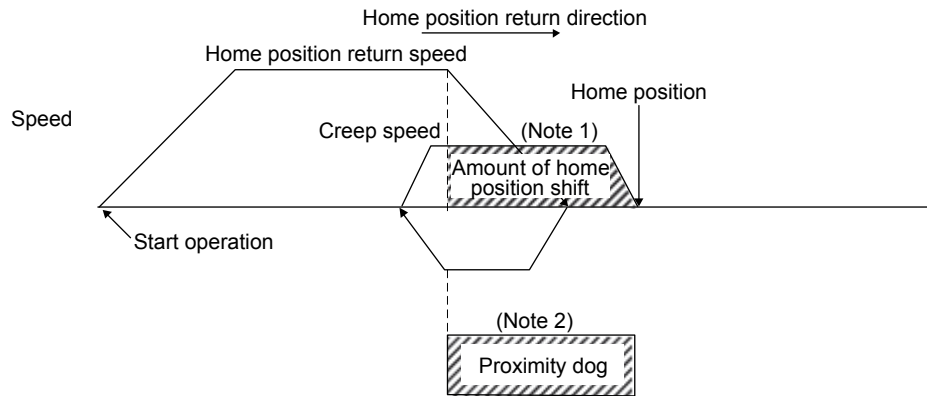 Home position return direction
Home position return speed
Home position
Speed
Creep speed
(Note 1)
Amount of home
position shift
Start operation
(Note 2)
Proximity dog